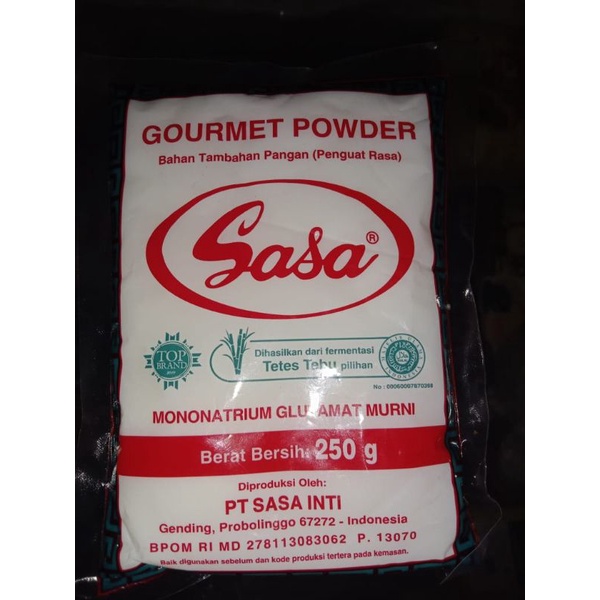 GOURMET POWDER
Bahan Tambahan Pangan (Penguat Rasa)
Sasa®
TOP
BRAND
Dihasilkan dari fermentasi
Tetes Tebu pilihan
MONONATRIUM GLUTAMAT MURNI
Berat Bersih: 250 g
Diproduksi Oleh:
PT SASA INTI
Gending, Probolinggo 67272 - Indonesia
BPOM RI MD 278113083062 P. 13070
Baik digunakan sebelum dan kode produksi tertera pada kemasan.